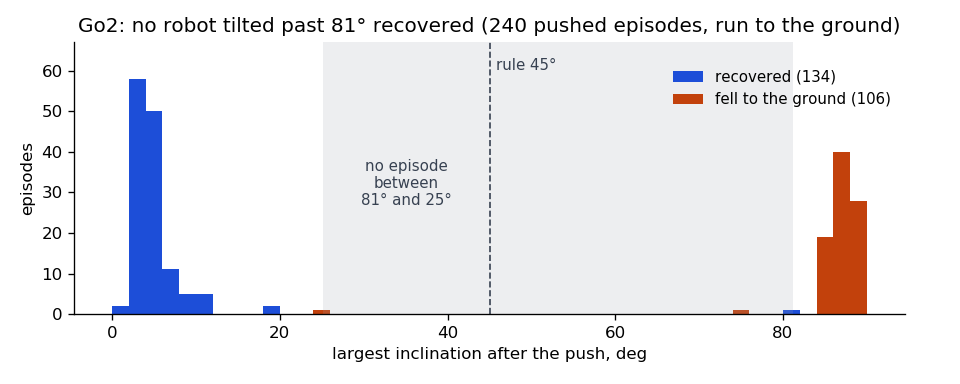 Go2: no robot tilted past 81° recovered (240 pushed episodes, run to the ground)
episodes
60
50
40
30
20
10
0
rule 45°
recovered (134)
fell to the ground (106)
no episode
between
81° and 25°
0
20
40
60
80
largest inclination after the push, deg